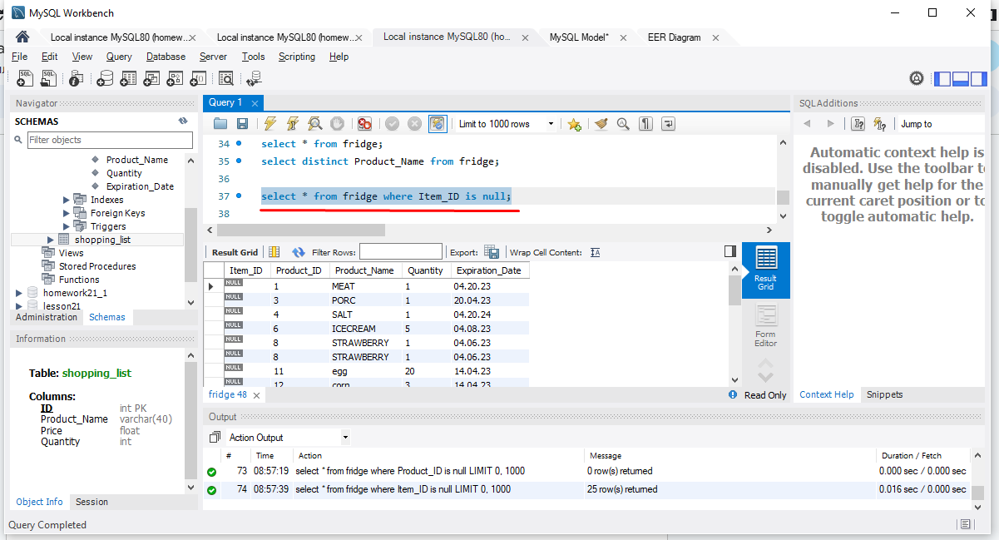 MySQL Workbench
Local instance MySQL80 (homew... Local instance MySQL80 (homew... Local instance MySQL80 (ho... MySQL Model* EER Diagram
File Edit View Query Database Server Tools Scripting Help
Navigator
SCHEMAS
Filter objects
Product_Name
Quantity
Expiration_Date
Indexes
Foreign Keys
Triggers
shopping_list
Views
Stored Procedures
Functions
homework21_1
lesson21
Administration Schemas
Information
Table: shopping_list
Columns:
ID int PK
Product_Name varchar(40)
Price float
Quantity int
Object Info Session
Query 1
Limit to 1000 rows
34 select * from fridge;
35 select distinct Product_Name from fridge;
36
37 select * from fridge where Item_ID is null;
38
Result Grid Filter Rows: Export: Wrap Cell Content:
Item_ID Product_ID Product_Name Quantity Expiration_Date
NULL 1 MEAT 1 04.20.23
NULL 3 PORC 1 20.04.23
NULL 4 SALT 1 04.20.24
NULL 6 ICECREAM 5 04.08.23
NULL 8 STRAWBERRY 1 04.06.23
NULL 8 STRAWBERRY 1 04.06.23
NULL 11 egg 20 14.04.23
NULL 12 corn 3 14.04.23
Result
Grid
Form
Editor
fridge 48 Read Only
SQLAdditions
Jump to
Automatic context help is
disabled. Use the toolbar to
manually get help for the
current caret position or to
toggle automatic help.
Context Help Snippets
Output
Action Output
# Time Action Message Duration / Fetch
73 08:57:19 select * from fridge where Product_ID is null LIMIT 0, 1000 0 row(s) returned 0.000 sec / 0.000 sec
74 08:57:39 select * from fridge where Item_ID is null LIMIT 0, 1000 25 row(s) returned 0.016 sec / 0.000 sec
Query Completed